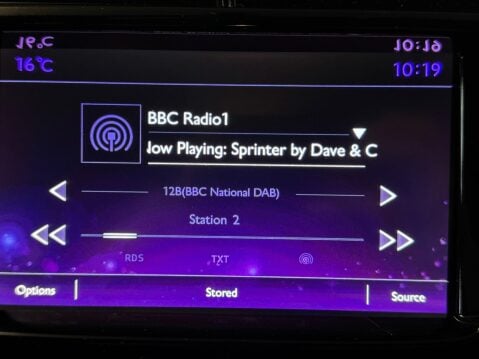 16°C
10:19
BBC Radio1
Now Playing: Sprinter by Dave & C
12B(BBC National DAB)
Station 2
RDS TXT
Options Stored Source